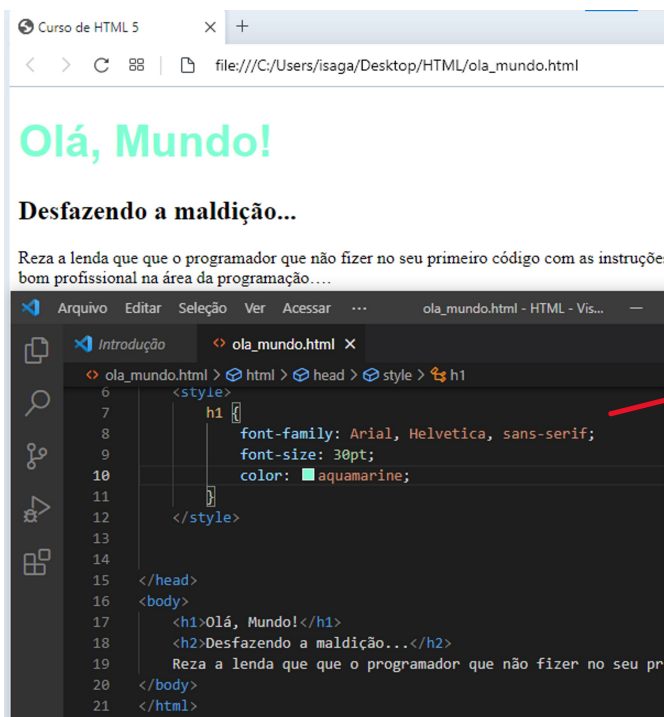 Curso de HTML 5
file:///C:/Users/isaga/Desktop/HTML/ola_mundo.html
Olá, Mundo!
Desfazendo a maldição...
Reza a lenda que que o programador que não fizer no seu primeiro código com as instruçõe
bom profissional na área da programação….
Arquivo Editar Seleção Ver Acessar ··· ola_mundo.html - HTML - Vis...
Introdução <> ola_mundo.html
<> ola_mundo.html > html > head > style > h1
6 <style>
7 h1 {
8 font-family: Arial, Helvetica, sans-serif;
9 font-size: 30pt;
10 color: aquamarine;
11 }
12 </style>
13
14
15 </head>
16 <body>
17 <h1>Olá, Mundo!</h1>
18 <h2>Desfazendo a maldição...</h2>
19 Reza a lenda que que o programador que não fizer no seu pr
20 </body>
21 </html>